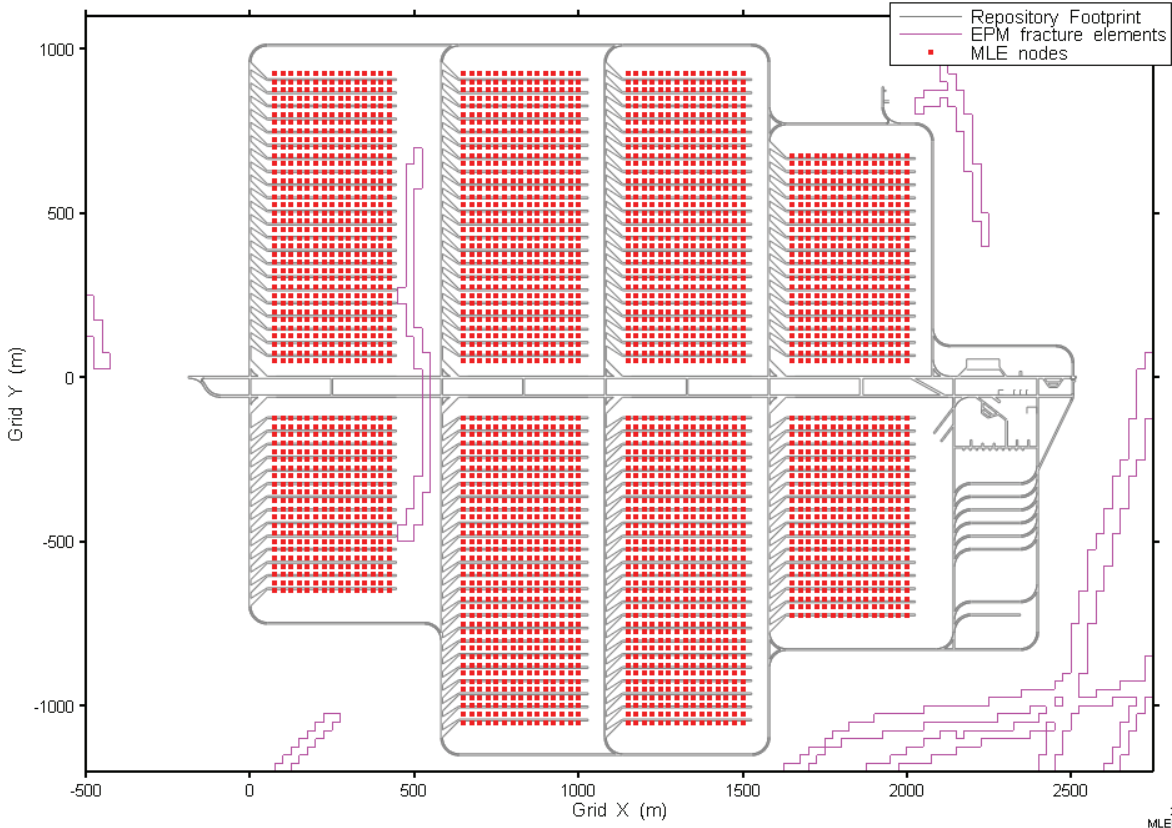 Repository Footprint
EPM fracture elements
MLE nodes
1000
500
0
-500
-1000
Grid Y (m)
-500 0 500 1000 1500 2000 2500
Grid X (m)
MLE